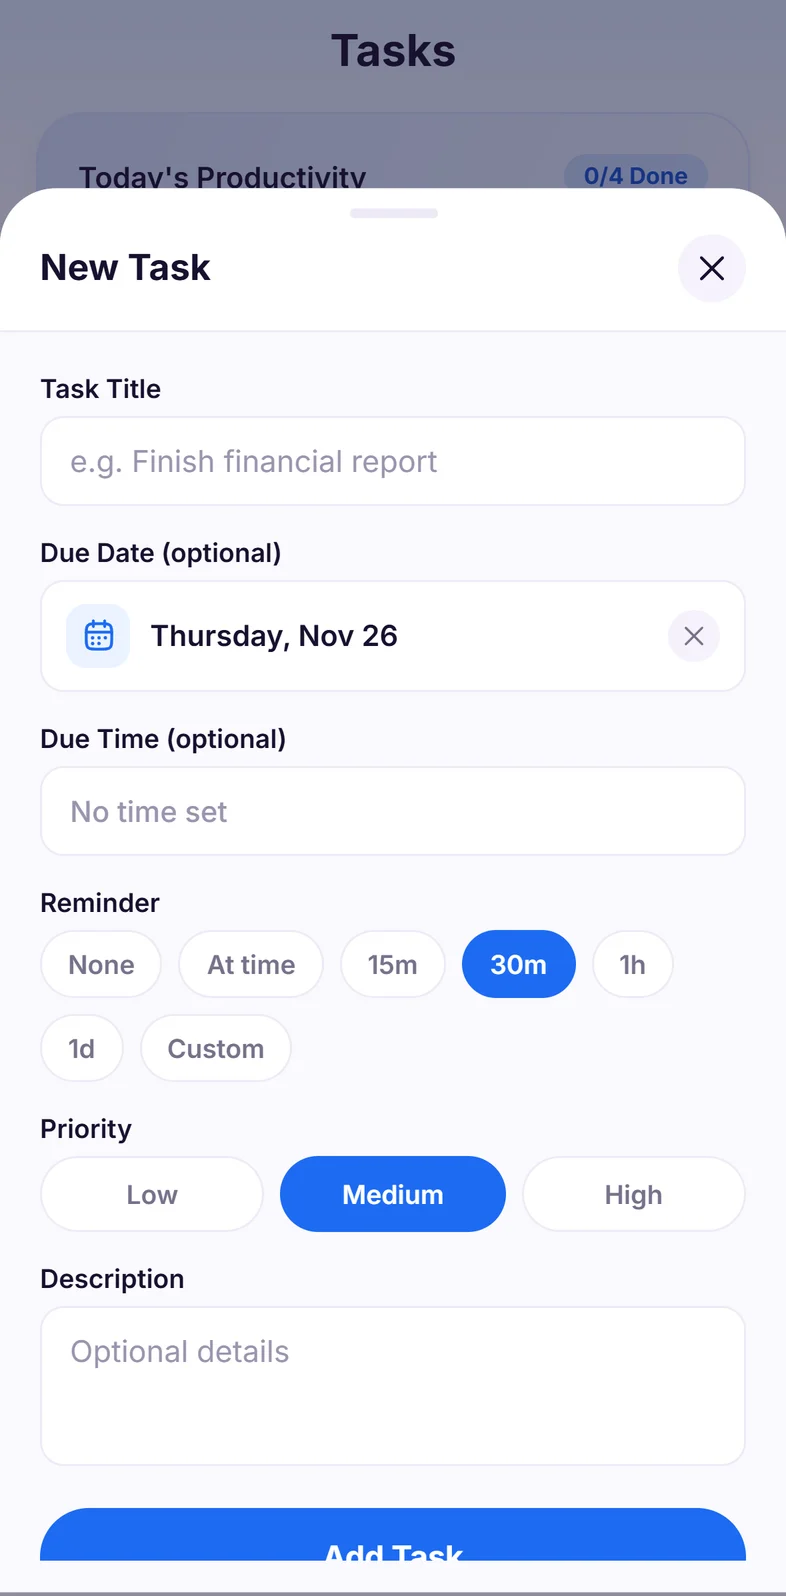 Tasks
Today's Productivity
0/4 Done
New Task
Task Title
e.g. Finish financial report
Due Date (optional)
Thursday, Nov 26
Due Time (optional)
No time set
Reminder
None
At time
15m
30m
1h
1d
Custom
Priority
Low
Medium
High
Description
Optional details
Add Task